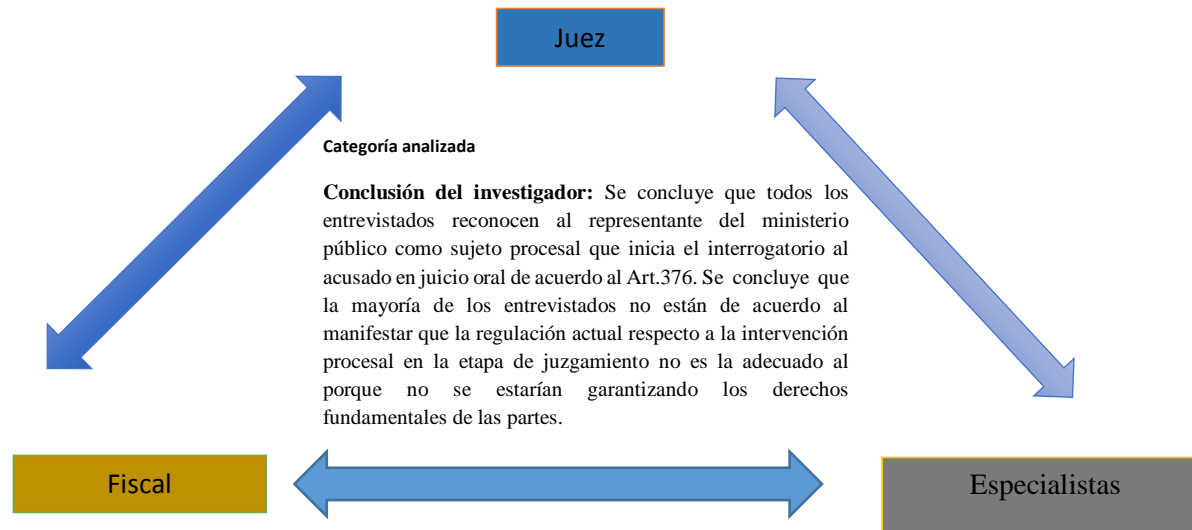 Juez
Categoría analizada
Conclusión del investigador: Se concluye que todos los
entrevistados reconocen al representante del ministerio
público como sujeto procesal que inicia el interrogatorio al
acusado en juicio oral de acuerdo al Art.376. Se concluye que
la mayoría de los entrevistados no están de acuerdo al
manifestar que la regulación actual respecto a la intervención
procesal en la etapa de juzgamiento no es la adecuado al
porque no se estarían garantizando los derechos
fundamentales de las partes.
Fiscal
Especialistas